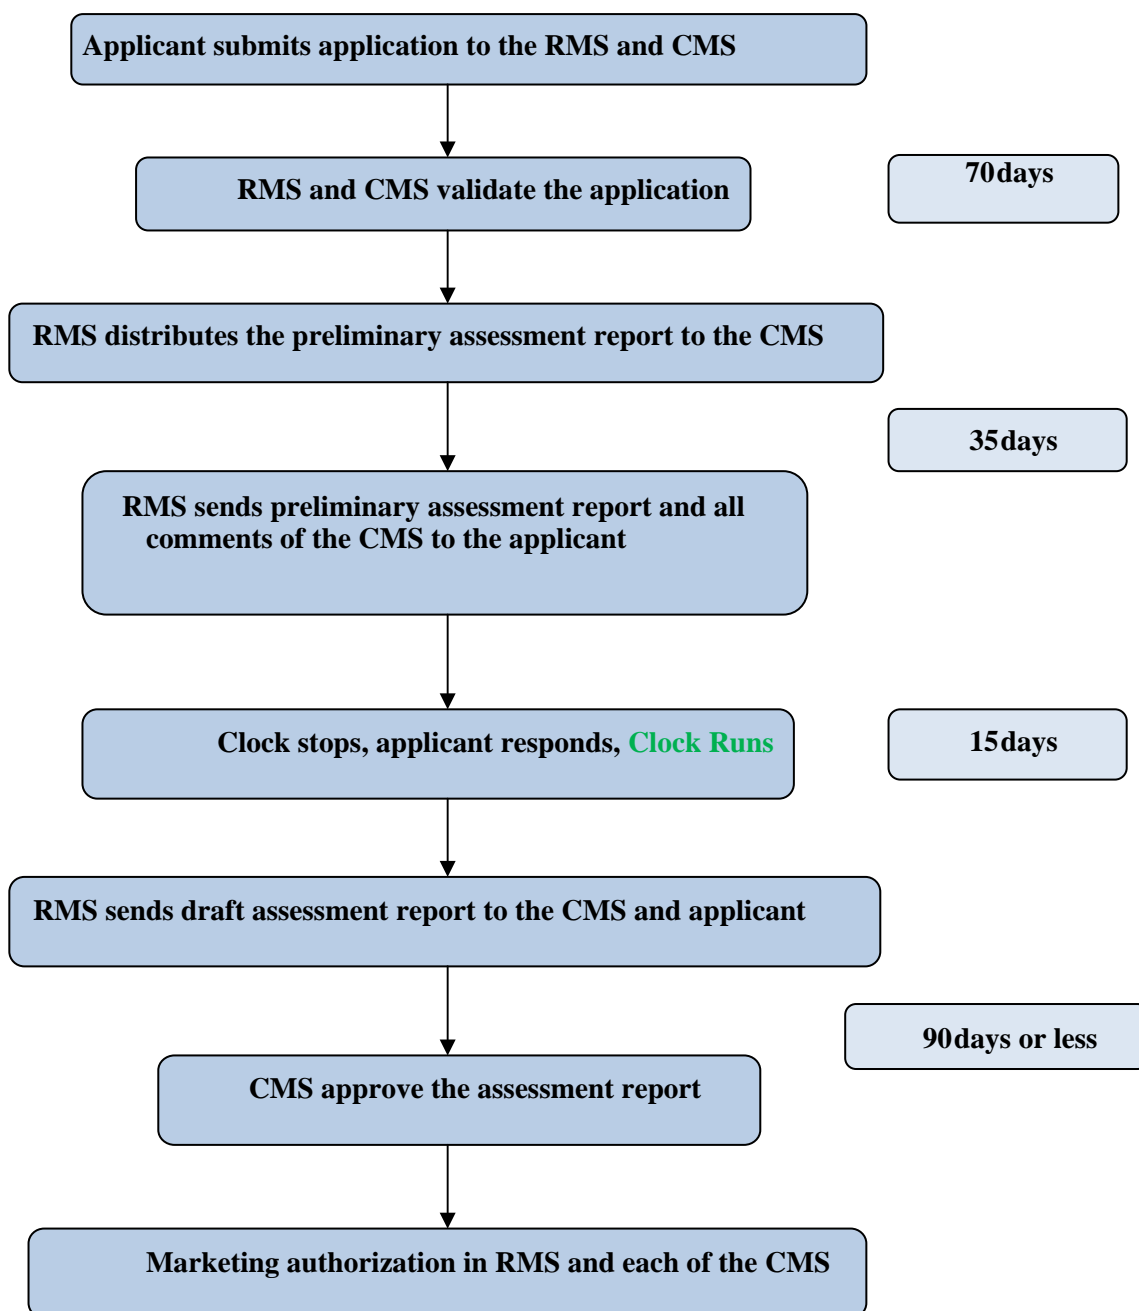 Applicant submits application to the RMS and CMS
RMS and CMS validate the application
70days
RMS distributes the preliminary assessment report to the CMS
35days
RMS sends preliminary assessment report and all
comments of the CMS to the applicant
Clock stops, applicant responds, Clock Runs
15days
RMS sends draft assessment report to the CMS and applicant
90days or less
CMS approve the assessment report
Marketing authorization in RMS and each of the CMS